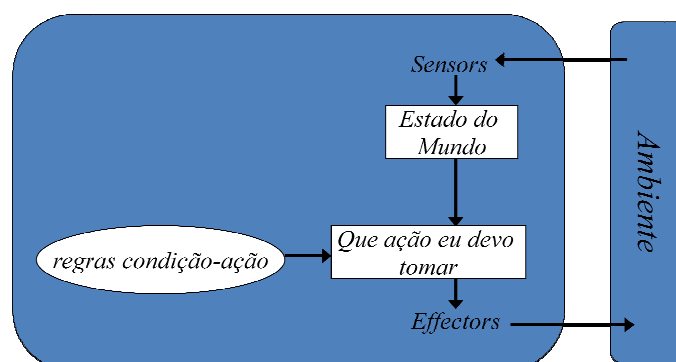 Sensors
Estado do
Mundo
Que ação eu devo
tomar
regras condição-ação
Effectors
Ambiente